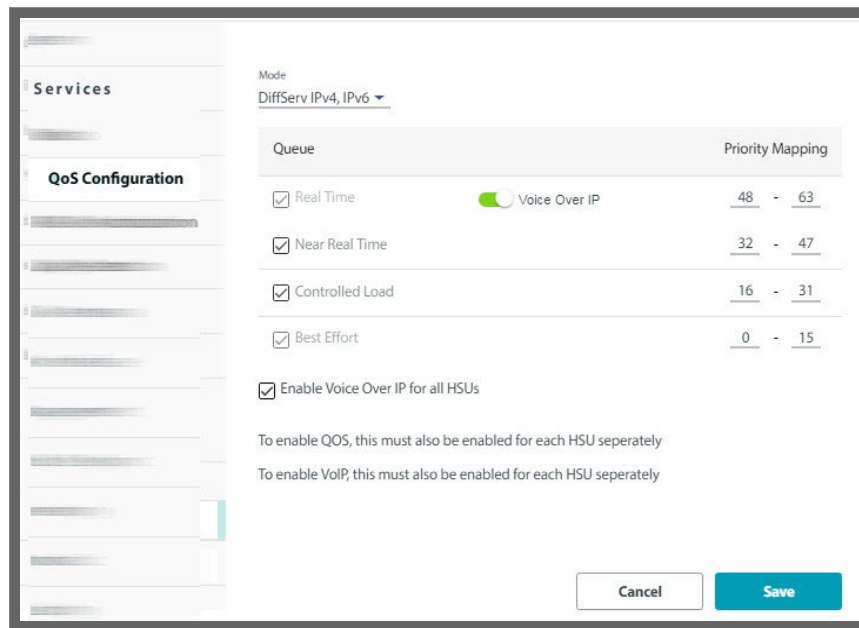 Services
QoS Configuration
Mode
DiffServ IPv4, IPv6
Queue Priority Mapping
Real Time Voice Over IP 48 - 63
Near Real Time 32 - 47
Controlled Load 16 - 31
Best Effort 0 - 15
Enable Voice Over IP for all HSUs
To enable QOS, this must also be enabled for each HSU seperately
To enable VoIP, this must also be enabled for each HSU seperately
Cancel Save